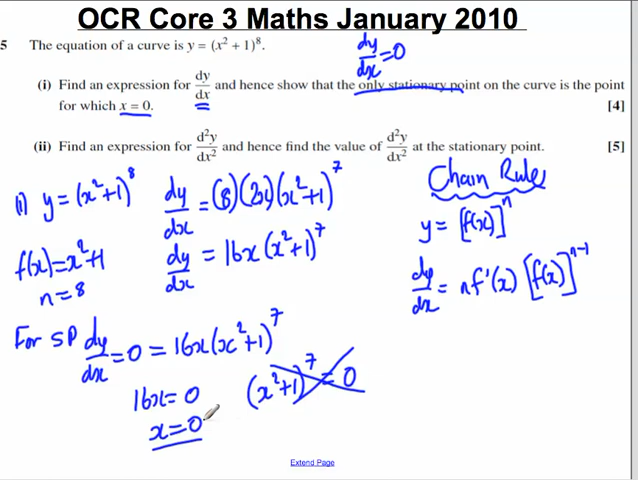 OCR Core 3 Maths January 2010
5 The equation of a curve is y = (x² + 1)⁸.
dy/dx = 0
(i) Find an expression for dy/dx and hence show that the only stationary point on the curve is the point
for which x = 0. [4]
(ii) Find an expression for d²y/dx² and hence find the value of d²y/dx² at the stationary point. [5]
(i) y = (x²+1)⁸
dy/dx = (8)(2x)(x²+1)⁷
Chain Rule
y = [f(x)]ⁿ
f(x) = x²+1
dy/dx = 16x(x²+1)⁷
n = 8
dy/dx = nf'(x)[f(x)]ⁿ⁻¹
For SP dy/dx = 0 = 16x(x²+1)⁷
16x = 0 (x²+1)⁷ = 0
x = 0
Extend Page